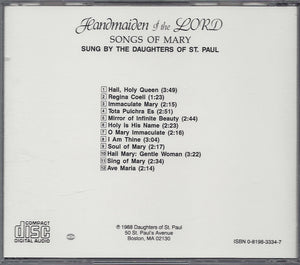 Handmaiden of the LORD
SONGS OF MARY
SUNG BY THE DAUGHTERS OF ST. PAUL
1 Hail, Holy Queen (3:49)
2 Regina Coeli (1:23)
3 Immaculate Mary (2:15)
4 Tota Pulchra Es (2:51)
5 Mirror of Infinite Beauty (2:44)
6 Holy Is His Name (2:23)
7 O Mary Immaculate (2:16)
8 I Am Thine (3:04)
9 Soul of Mary (2:14)
10 Hail Mary: Gentle Woman (3:22)
11 Sing of Mary (2:34)
12 Ave Maria (2:14)
COMPACT
disc
DIGITAL AUDIO
℗ 1988 Daughters of St. Paul
50 St. Paul's Avenue
Boston, MA 02130
ISBN 0-8198-3334-7